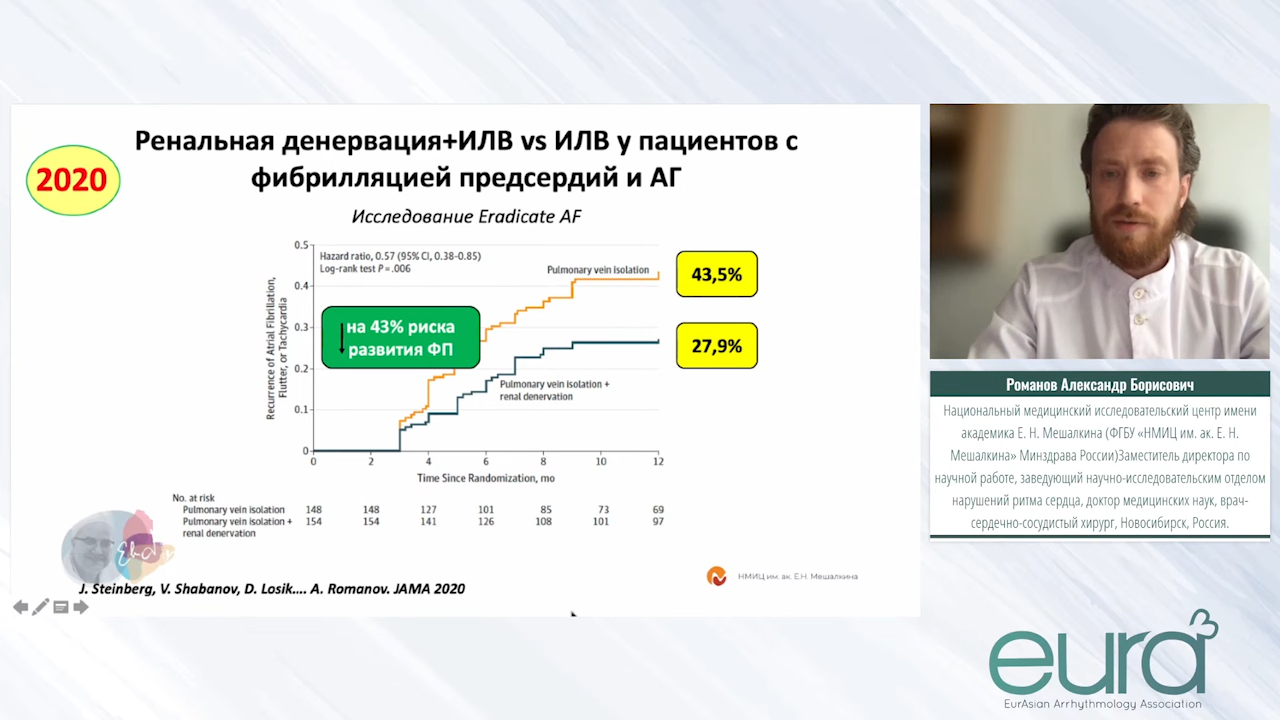 Ренальная денервация+ИЛВ vs ИЛВ у пациентов с
фибрилляцией предсердий и АГ
2020
Исследование Eradicate AF
Hazard ratio, 0.57 (95% CI, 0.38-0.85)
Log-rank test P = .006
Pulmonary vein isolation
43,5%
на 43% риска
развития ФП
27,9%
Pulmonary vein isolation +
renal denervation
Recurrence of Atrial Fibrillation,
Flutter, or Tachycardia
0.5
0.4
0.3
0.2
0.1
0
0 2 4 6 8 10 12
Time Since Randomization, mo
No. at risk
Pulmonary vein isolation 148 148 127 101 85 73 69
Pulmonary vein isolation + 154 154 141 126 108 101 97
renal denervation
НМИЦ им. ак. Е.Н. Мешалкина
J. Steinberg, V. Shabanov, D. Losik.... A. Romanov. JAMA 2020
Романов Александр Борисович
Национальный медицинский исследовательский центр имени
академика Е. Н. Мешалкина (ФГБУ «НМИЦ им. ак. Е. Н.
Мешалкина» Минздрава России)Заместитель директора по
научной работе, заведующий научно-исследовательским отделом
нарушений ритма сердца, доктор медицинских наук, врач-
сердечно-сосудистый хирург, Новосибирск, Россия.
eura
EurAsian Arrhythmology Association